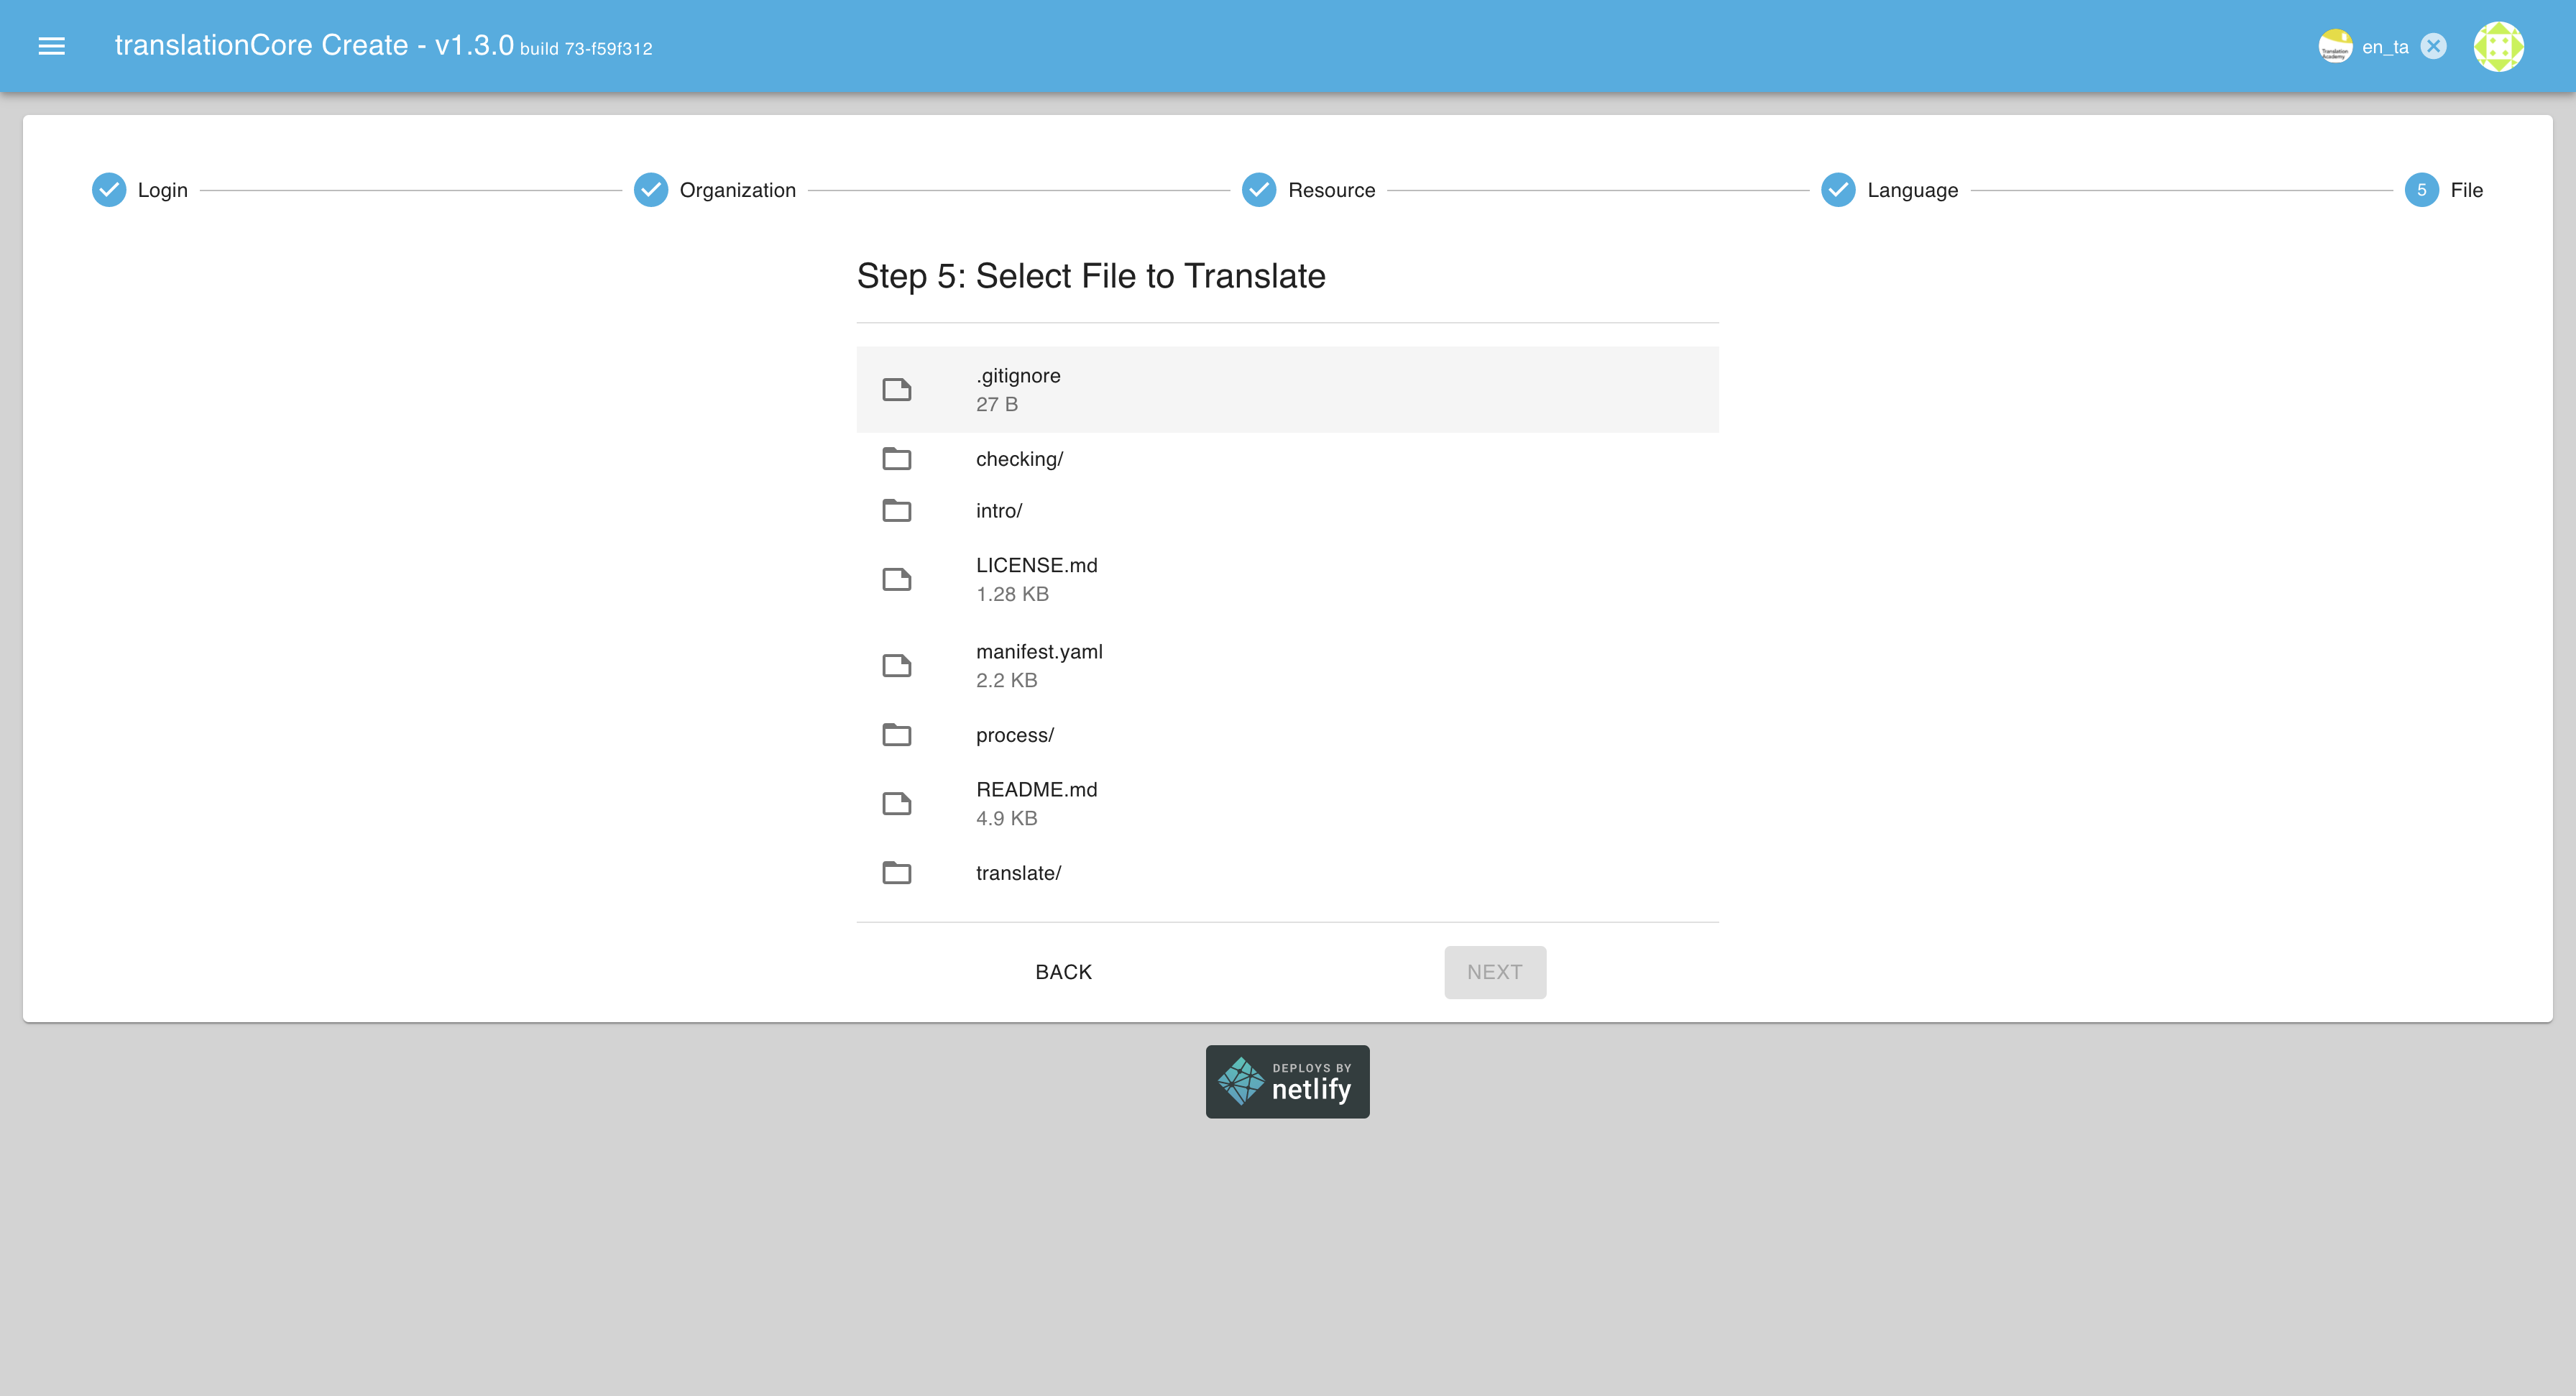 translationCore Create - v1.3.0 build 73-f59f312
Translation
Academy
en_ta
Login
Organization
Resource
Language
5
File
Step 5: Select File to Translate
.gitignore
27 B
checking/
intro/
LICENSE.md
1.28 KB
manifest.yaml
2.2 KB
process/
README.md
4.9 KB
translate/
BACK
NEXT
DEPLOYS BY
netlify